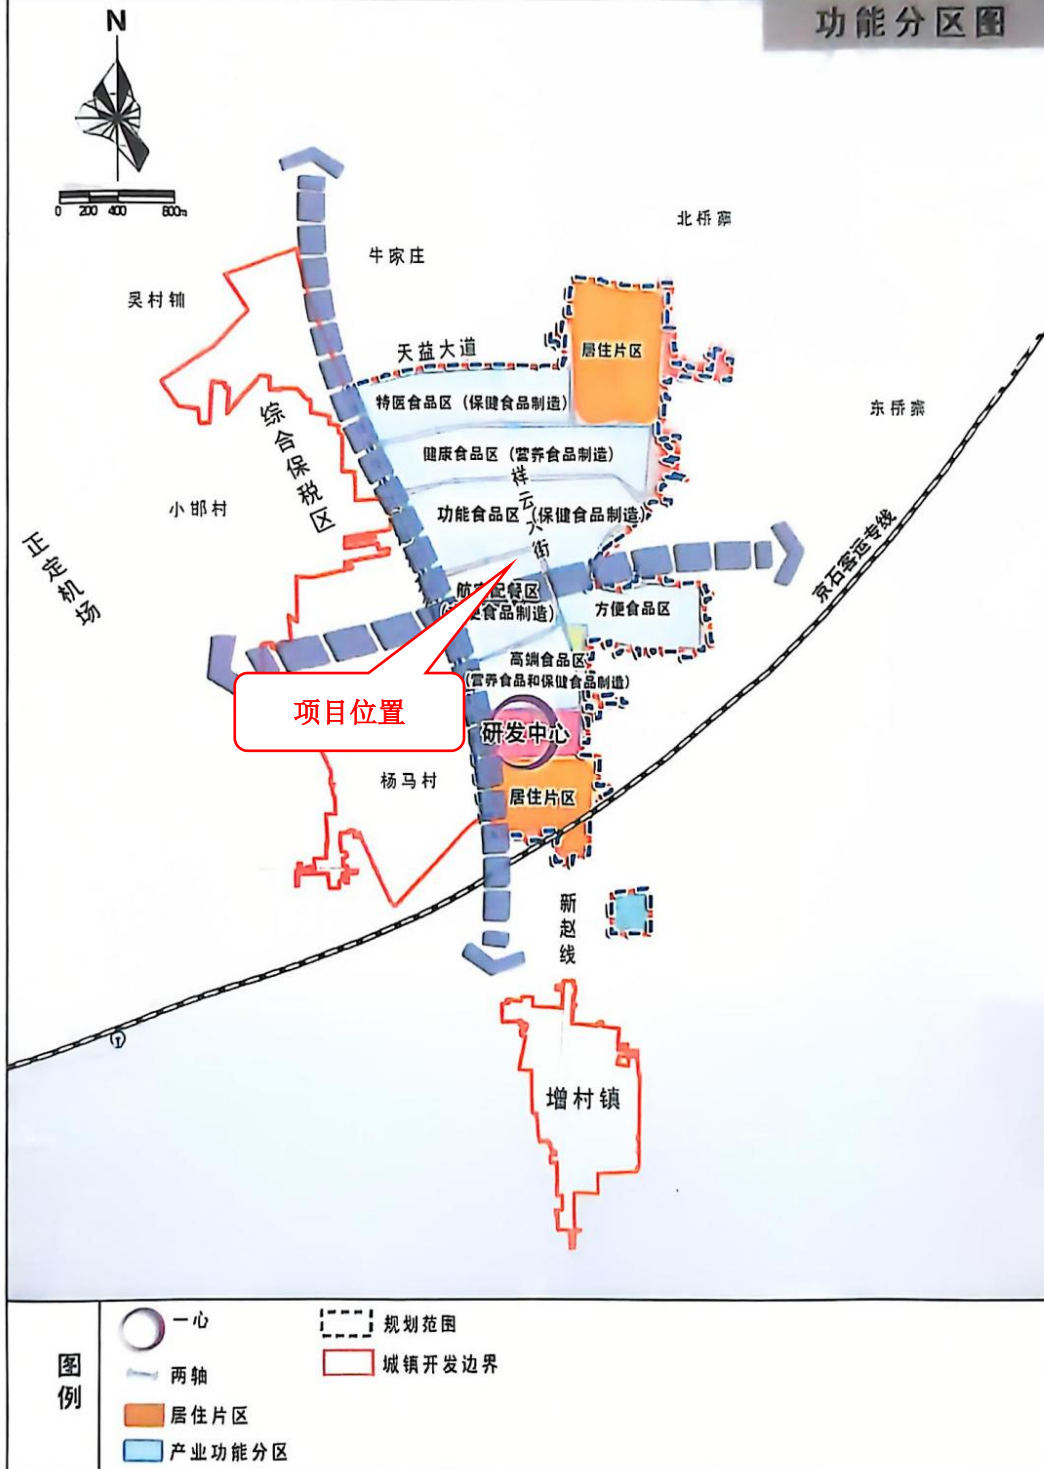 功能分区图
N
0 200 400 800m
北桥寨
牛家庄
吴村铺
天益大道
居住片区
特医食品区（保健食品制造）
综合保税区
东桥寨
健康食品区（营养食品制造）
祥云大街
小邯村
功能食品区（保健食品制造）
正定机场
京石客运专线
航空配餐区
便食品制造）
方便食品区
高端食品区
（营养食品和保健食品制造）
项目位置
研发中心
杨马村
居住片区
新赵线
增村镇
图例
一心
规划范围
两轴
城镇开发边界
居住片区
产业功能分区